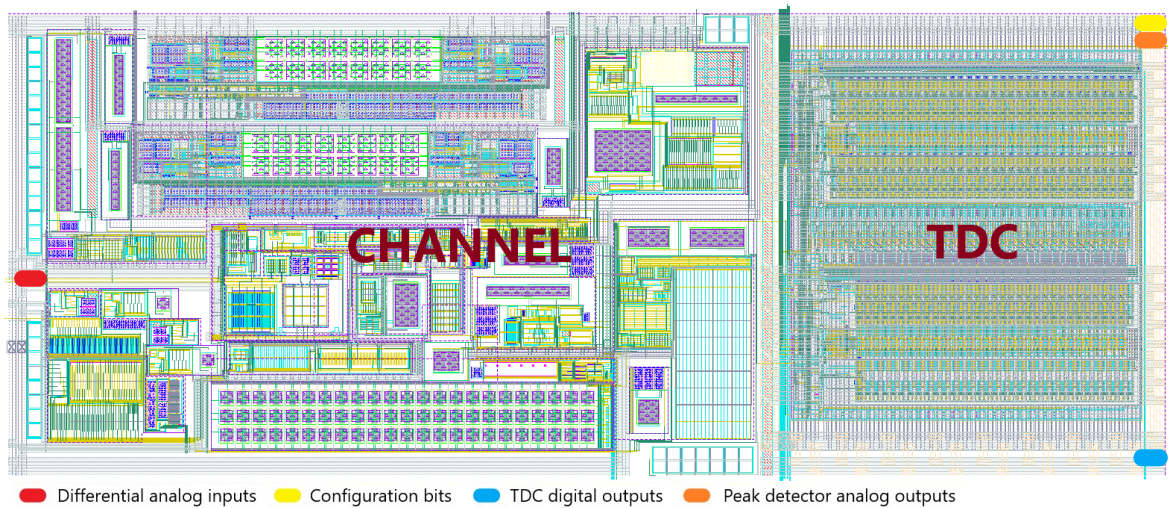 CHANNEL
TDC
Differential analog inputs Configuration bits TDC digital outputs Peak detector analog outputs